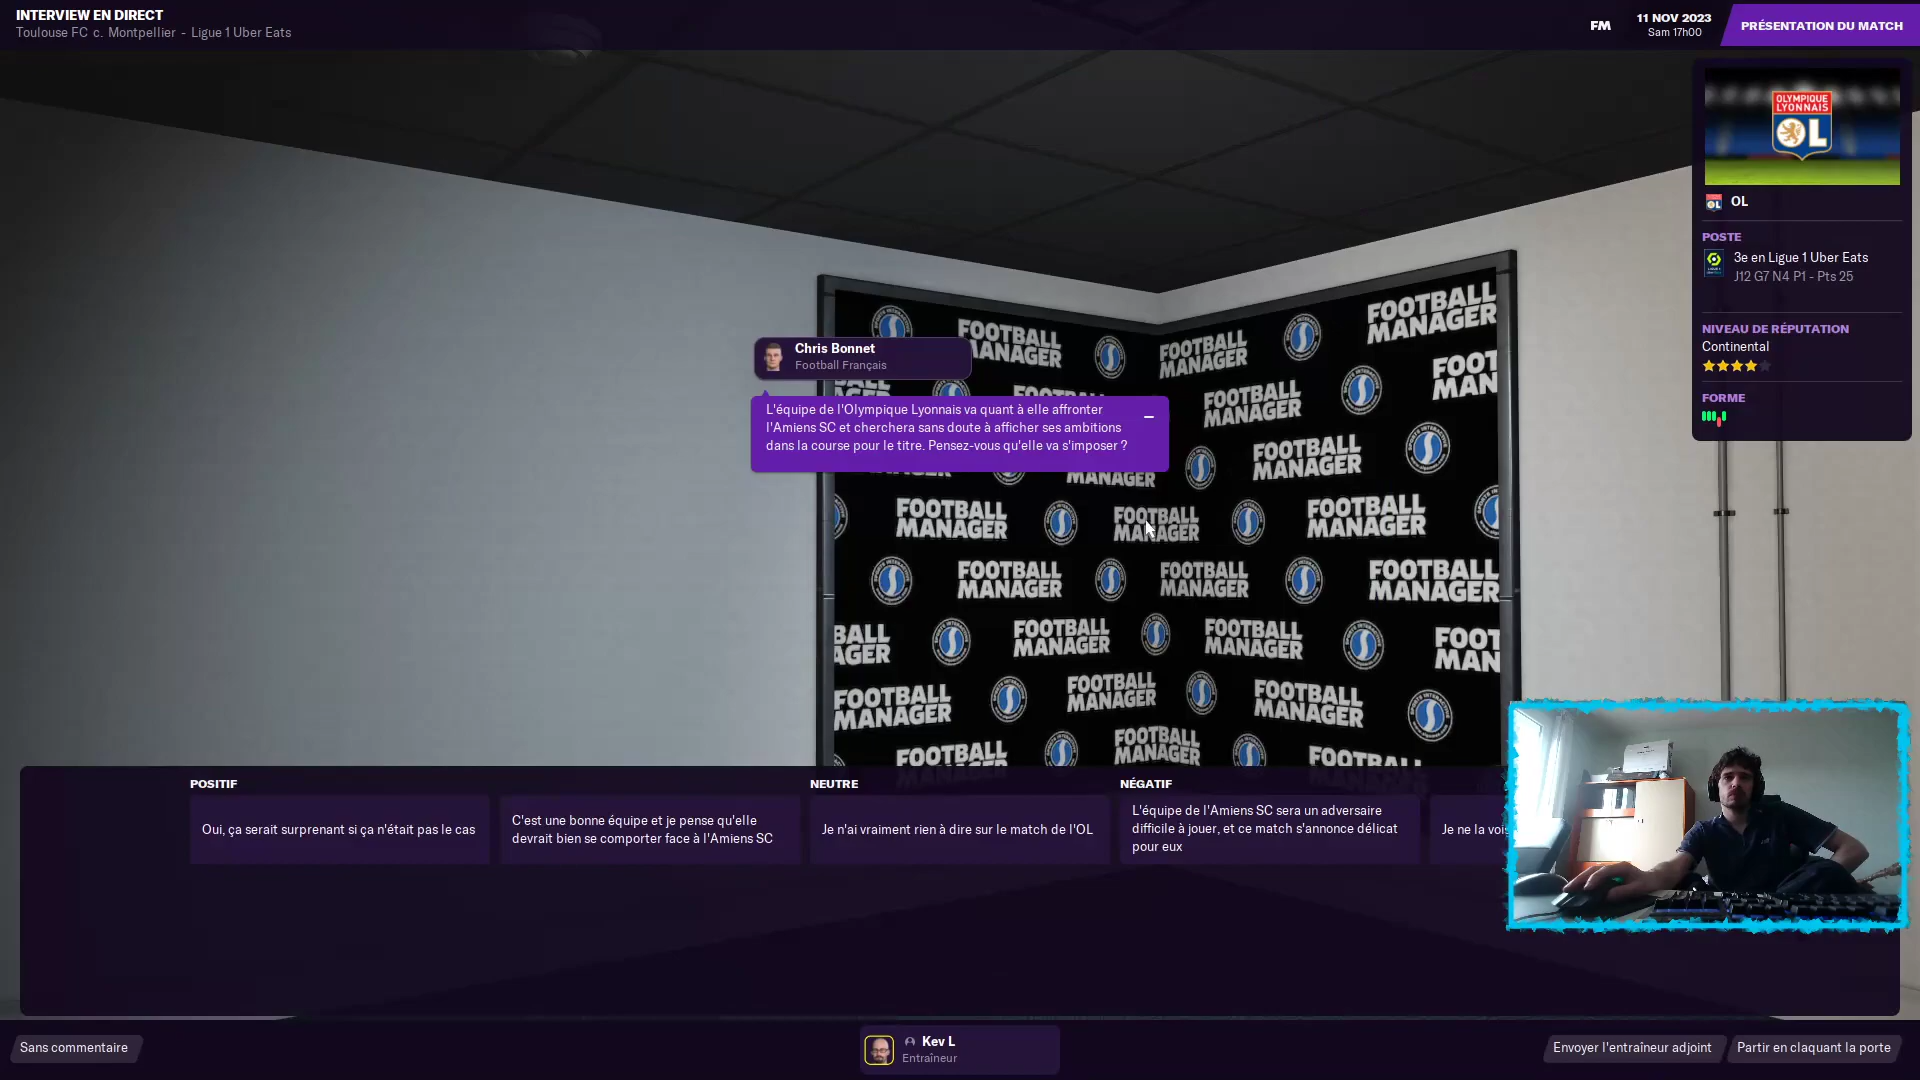 INTERVIEW EN DIRECT
Toulouse FC c. Montpellier - Ligue 1 Uber Eats
FM
11 NOV 2023
Sam 17h00
PRÉSENTATION DU MATCH
OLYMPIQUE
LYONNAIS
OL
OL
POSTE
3e en Ligue 1 Uber Eats
J12 G7 N4 P1 - Pts 25
NIVEAU DE RÉPUTATION
Continental
FORME
Chris Bonnet
Football Français
L'équipe de l'Olympique Lyonnais va quant à elle affronter
l'Amiens SC et cherchera sans doute à afficher ses ambitions
dans la course pour le titre. Pensez-vous qu'elle va s'imposer ?
FOOTBALL
MANAGER
POSITIF
Oui, ça serait surprenant si ça n'était pas le cas
C'est une bonne équipe et je pense qu'elle
devrait bien se comporter face à l'Amiens SC
NEUTRE
Je n'ai vraiment rien à dire sur le match de l'OL
NÉGATIF
L'équipe de l'Amiens SC sera un adversaire
difficile à jouer, et ce match s'annonce délicat
pour eux
Je ne la
Sans commentaire
Kev L
Entraîneur
Envoyer l'entraîneur adjoint
Partir en claquant la porte